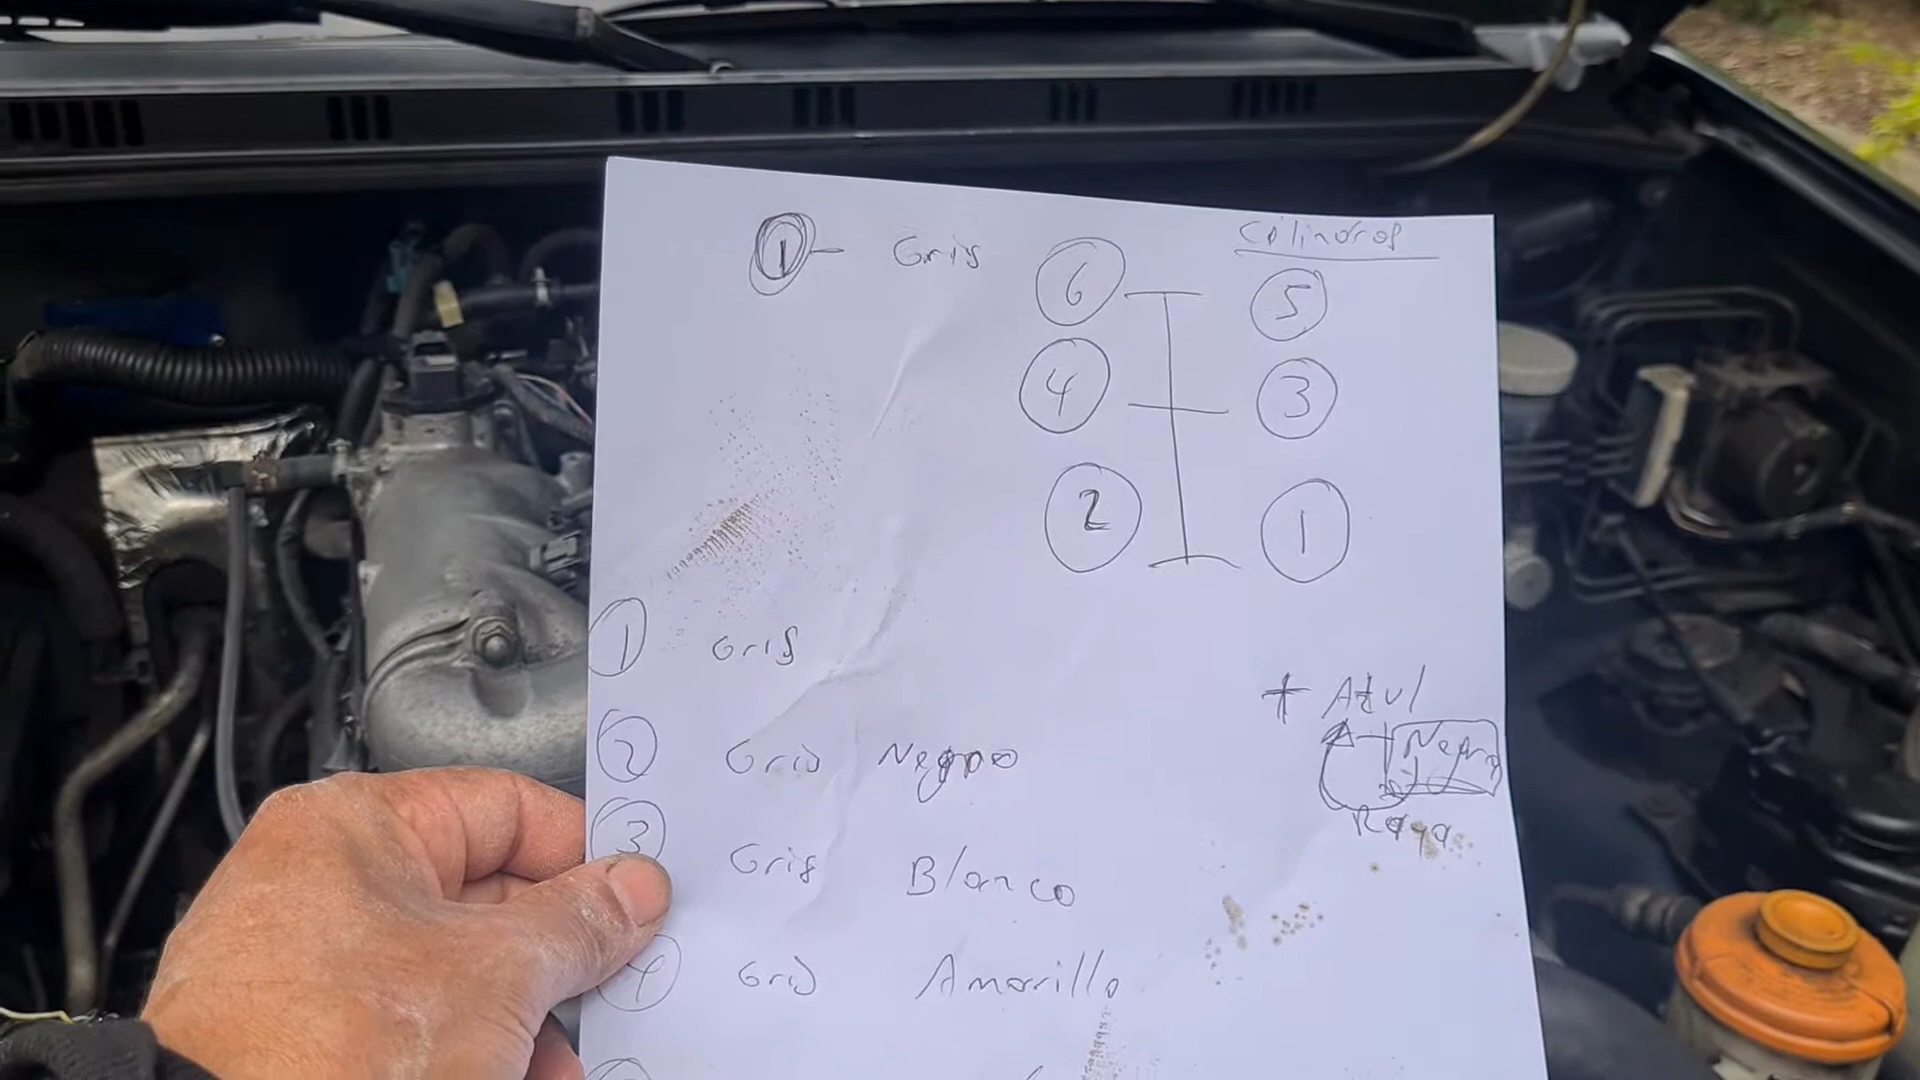 ① - Gris
Cilindros
6 5
4 3
2 1
1 Gris
2 Gris Negro
3 Gris Blanco
4 Gris Amarillo
+ Azul
Negro
Raya